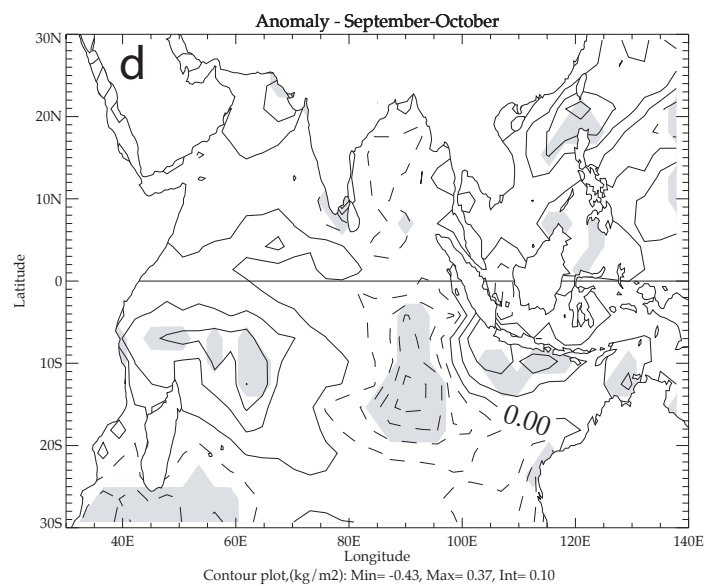 Anomaly - September-October
d
30N
20N
10N
0
10S
20S
30S
Latitude
0.00
40E
60E
80E
100E
120E
140E
Longitude
Contour plot,(kg/m2): Min= -0.43, Max= 0.37, Int= 0.10